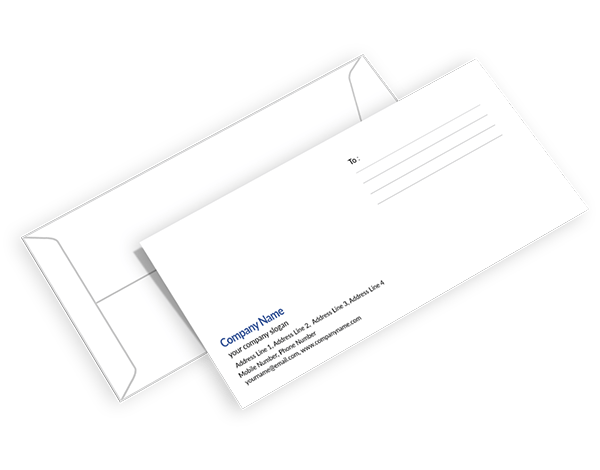 To :
Company Name
your company slogan
Address Line 1, Address Line 2, Address Line 3, Address Line 4
Mobile Number, Phone Number
yourname@email.com, www.companyname.com